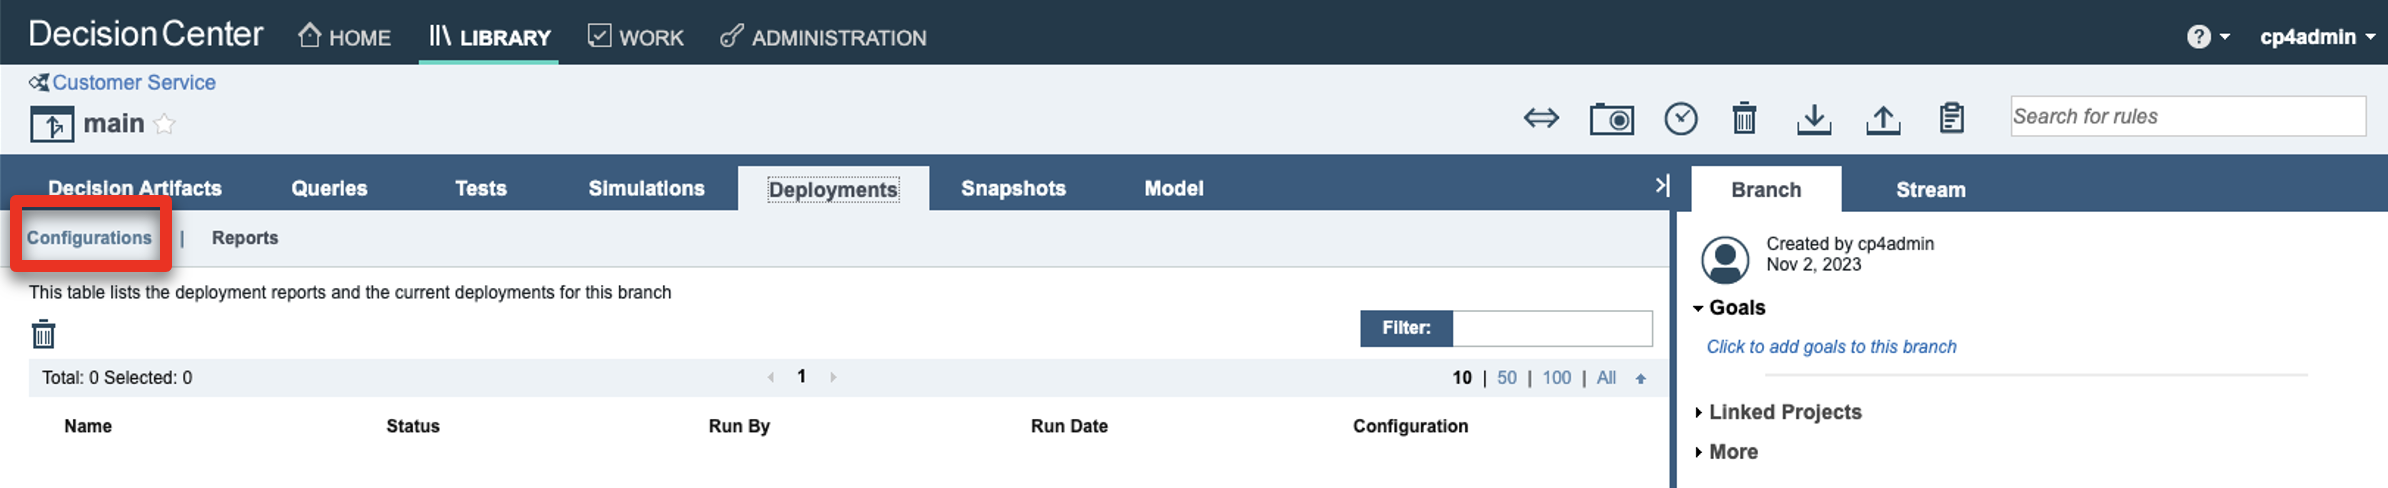 Decision Center HOME LIBRARY WORK ADMINISTRATION ? cp4admin
Customer Service
main Search for rules
Decision Artifacts Queries Tests Simulations Deployments Snapshots Model Branch Stream
Configurations | Reports
Created by cp4admin
Nov 2, 2023
This table lists the deployment reports and the current deployments for this branch
Goals
Filter:
Click to add goals to this branch
Total: 0 Selected: 0 1 10 | 50 | 100 | All
Linked Projects
Name Status Run By Run Date Configuration
More